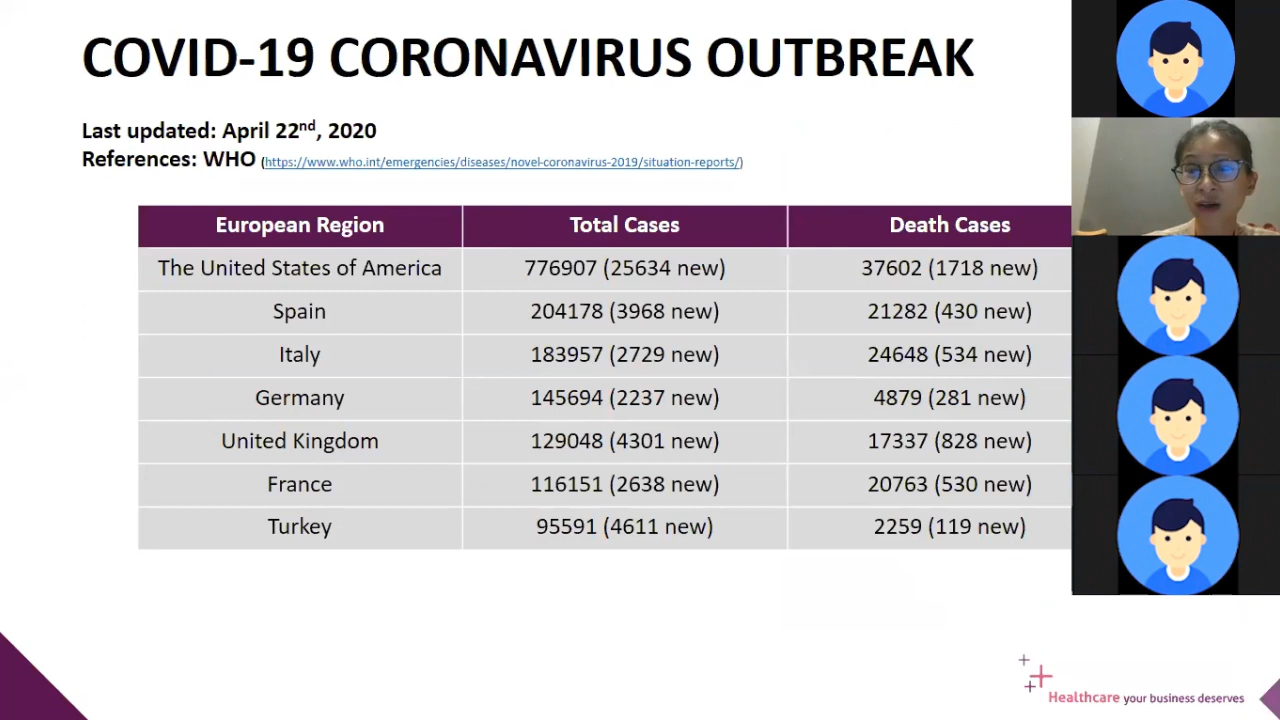 COVID-19 CORONAVIRUS OUTBREAK
Last updated: April 22nd, 2020
References: WHO (https://www.who.int/emergencies/diseases/novel-coronavirus-2019/situation-reports/)
European Region Total Cases Death Cases
The United States of America 776907 (25634 new) 37602 (1718 new)
Spain 204178 (3968 new) 21282 (430 new)
Italy 183957 (2729 new) 24648 (534 new)
Germany 145694 (2237 new) 4879 (281 new)
United Kingdom 129048 (4301 new) 17337 (828 new)
France 116151 (2638 new) 20763 (530 new)
Turkey 95591 (4611 new) 2259 (119 new)
Healthcare your business deserves